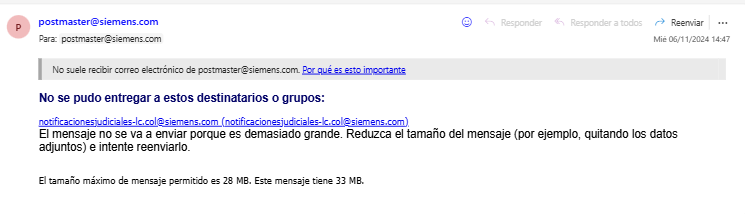 P
postmaster@siemens.com
Responder
Responder a todos
Reenviar
...
Para: postmaster@siemens.com
Mié 06/11/2024 14:47
No suele recibir correo electrónico de postmaster@siemens.com. Por qué es esto importante
No se pudo entregar a estos destinatarios o grupos:
notificacionesjudiciales-lc.col@siemens.com (notificacionesjudiciales-lc.col@siemens.com)
El mensaje no se va a enviar porque es demasiado grande. Reduzca el tamaño del mensaje (por ejemplo, quitando los datos
adjuntos) e intente reenviarlo.
El tamaño máximo de mensaje permitido es 28 MB. Este mensaje tiene 33 MB.